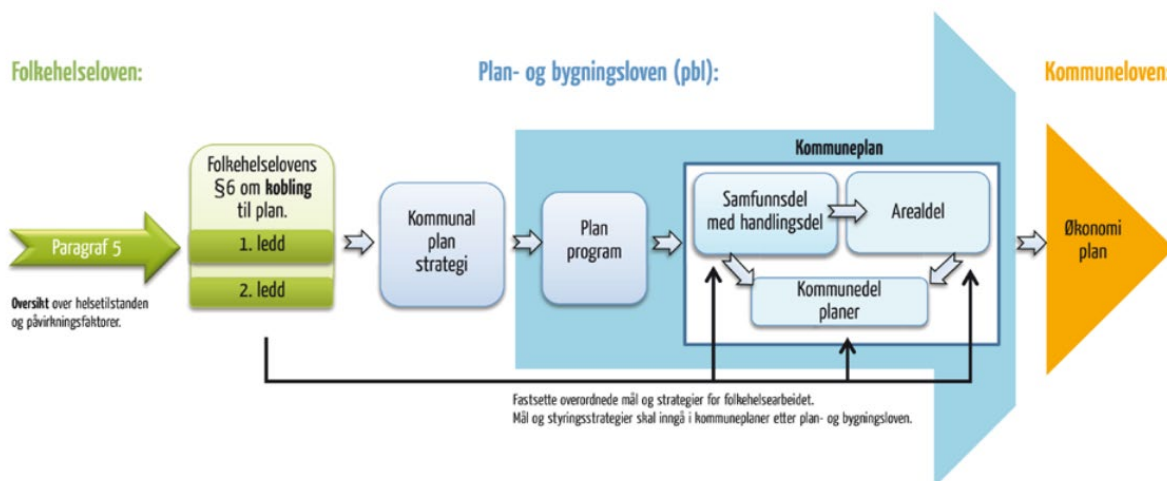 Folkehelseloven:
Plan- og bygningsloven (pbl):
Kommuneloven:
Paragraf 5
Oversikt over helsetilstanden
og påvirkningsfaktorer.
Folkehelselovens
§6 om kobling
til plan.
1. ledd
2. ledd
Kommunal
plan
strategi
Plan
program
Kommuneplan
Samfunnsdel
med handlingsdel
Arealdel
Kommunedel
planer
Økonomi
plan
Fastsette overordnede mål og strategier for folkehelsearbeidet.
Mål og styringsstrategier skal inngå i kommuneplaner etter plan- og bygningsloven.